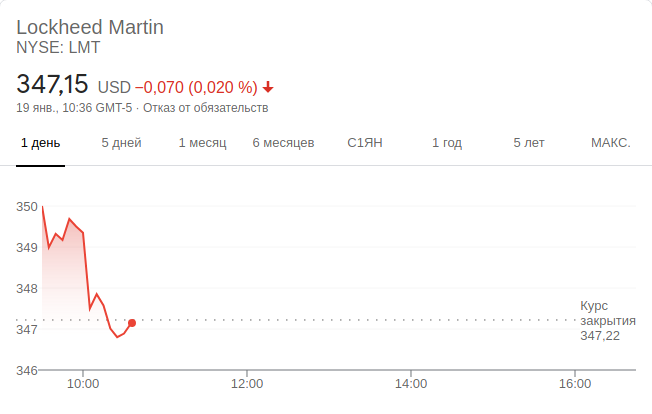 Lockheed Martin
NYSE: LMT
347,15 USD −0,070 (0,020 %)
19 янв., 10:36 GMT-5 · Отказ от обязательств
1 день 5 дней 1 месяц 6 месяцев С1ЯН 1 год 5 лет МАКС.
350
349
348
347
346
Курс
закрытия
347,22
10:00 12:00 14:00 16:00